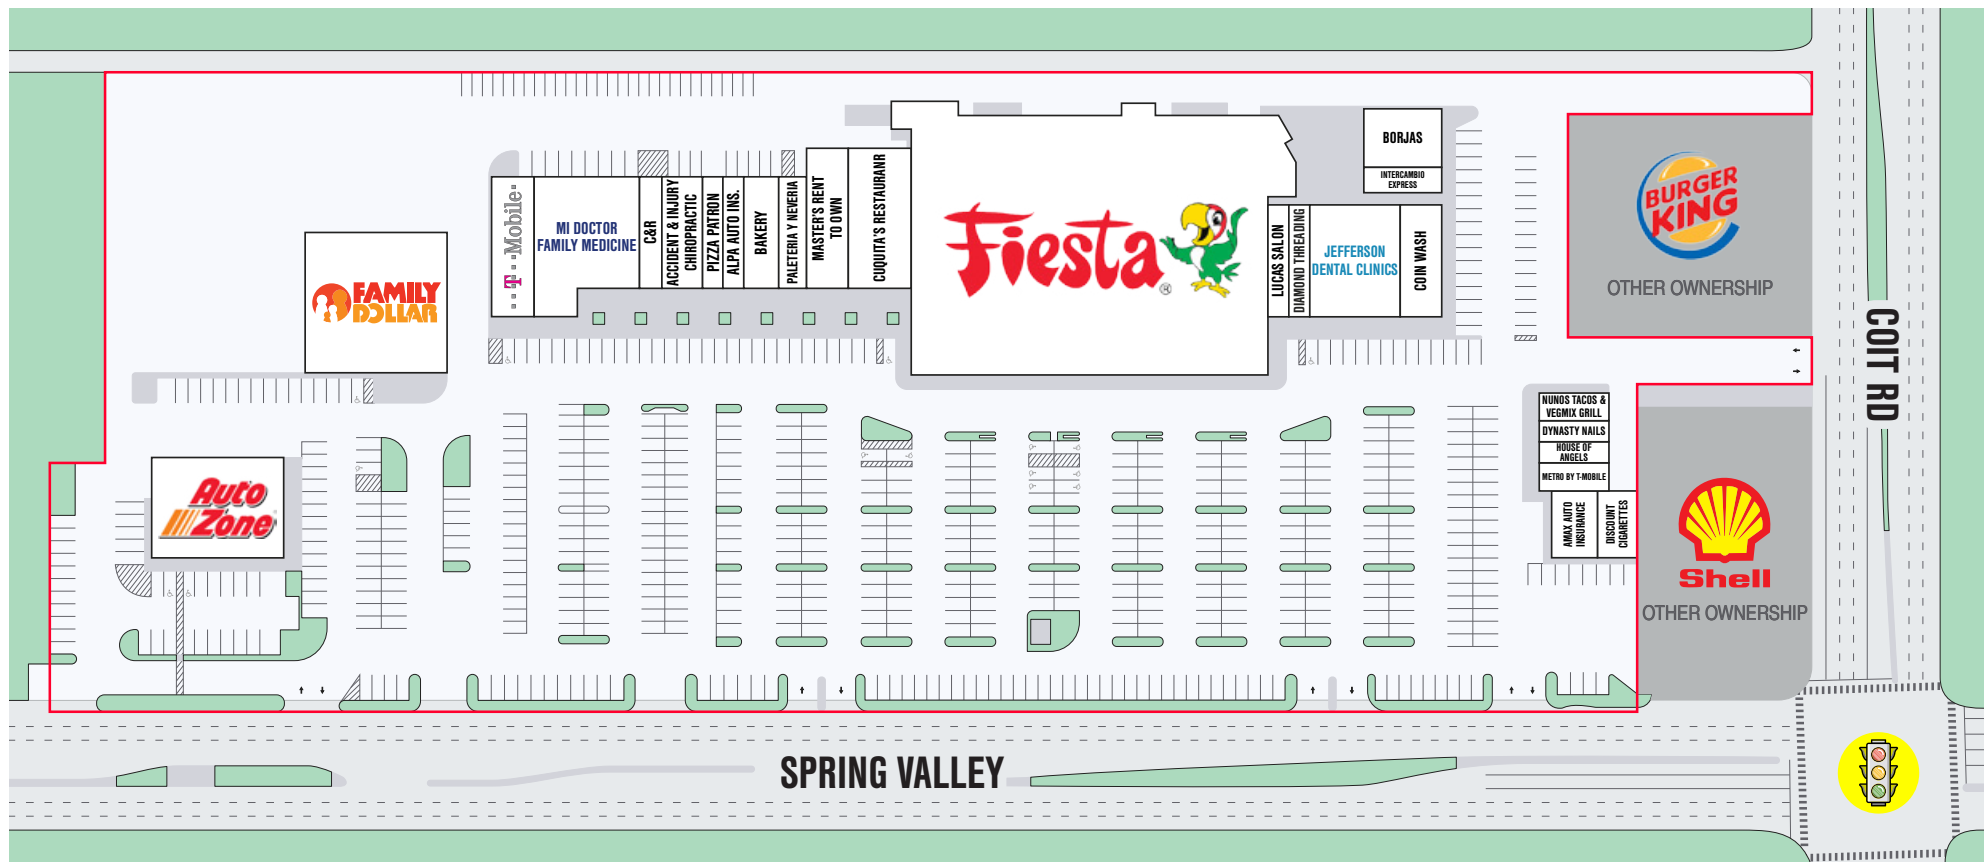 T··Mobile·
MI DOCTOR
FAMILY MEDICINE
C&R
ACCIDENT & INJURY
CHIROPRACTIC
PIZZA PATRON
ALPA AUTO INS.
BAKERY
PALETERIA Y NEVERIA
MASTER'S RENT
TO OWN
CUQUITA'S RESTAURANR
Fiesta®
LUCAS SALON
DIAMOND THREADING
JEFFERSON
DENTAL CLINICS
COIN WASH
BORJAS
INTERCAMBIO
EXPRESS
BURGER
KING
OTHER OWNERSHIP
FAMILY
DOLLAR
Auto
Zone
NUNOS TACOS &
VEGMIX GRILL
DYNASTY NAILS
HOUSE OF
ANGELS
METRO BY T-MOBILE
AMAX AUTO
INSURANCE
DISCOUNT
CIGARETTES
Shell
OTHER OWNERSHIP
COIT RD
SPRING VALLEY